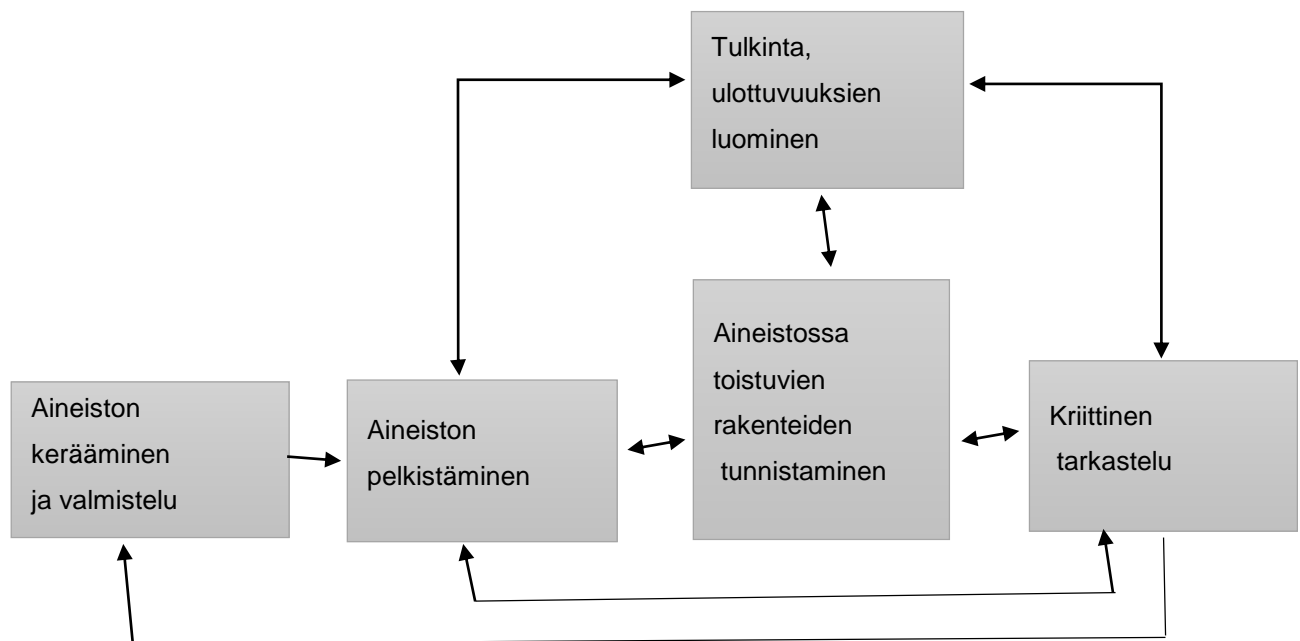 Tulkinta,
ulottuvuuksien
luominen
Aineiston
kerääminen
ja valmistelu
Aineiston
pelkistäminen
Aineistossa
toistuvien
rakenteiden
tunnistaminen
Kriittinen
tarkastelu